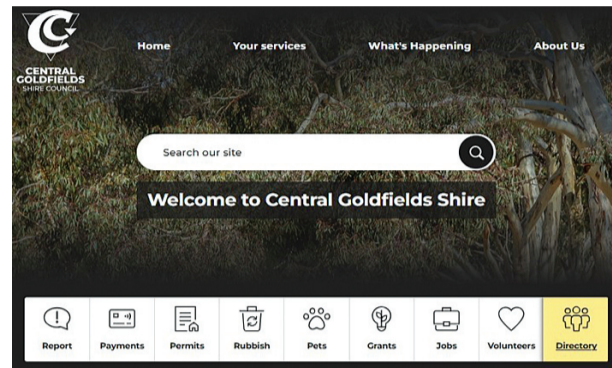 CENTRAL
GOLDFIELDS
SHIRE COUNCIL
Home Your services What's Happening About Us
Search our site
Welcome to Central Goldfields Shire
Report Payments Permits Rubbish Pets Grants Jobs Volunteers Directory